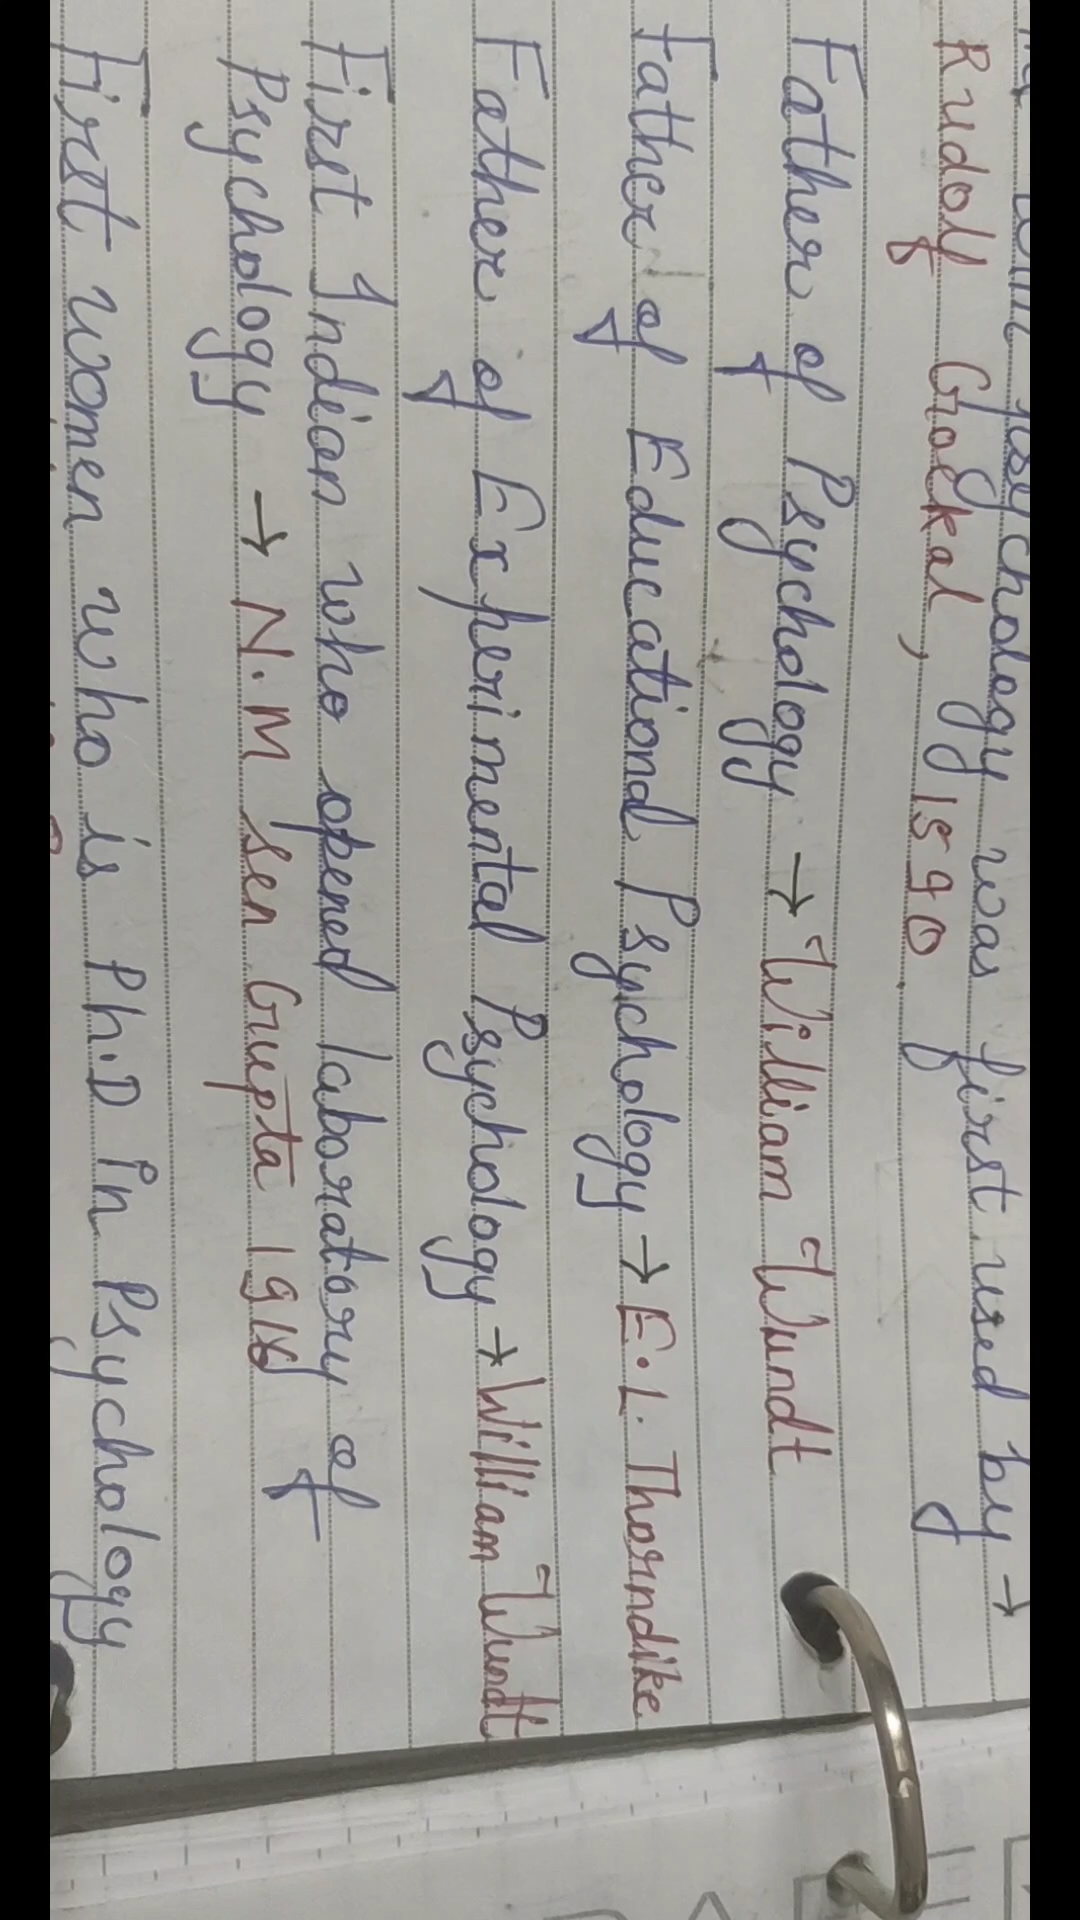 term psychology was first used by →
Rudolf Groekal, 1590
Father of Psychology → William Wundt
Father of Educational Psychology → E.L. Thorndike
Father of Experimental Psychology → William Wundt
First Indian who opened laboratory of
Psychology → N.M sen Gupta 1916
First women who is Ph.D in Psychology